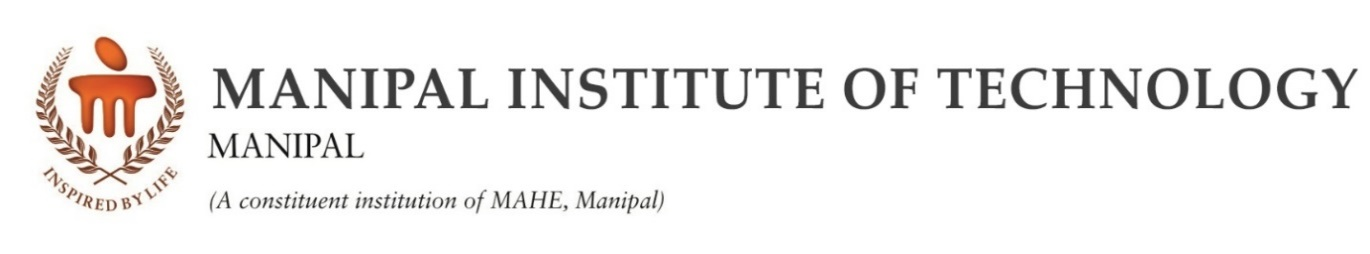 MANIPAL INSTITUTE OF TECHNOLOGY
MANIPAL
(A constituent institution of MAHE, Manipal)
INSPIRED BY LIFE